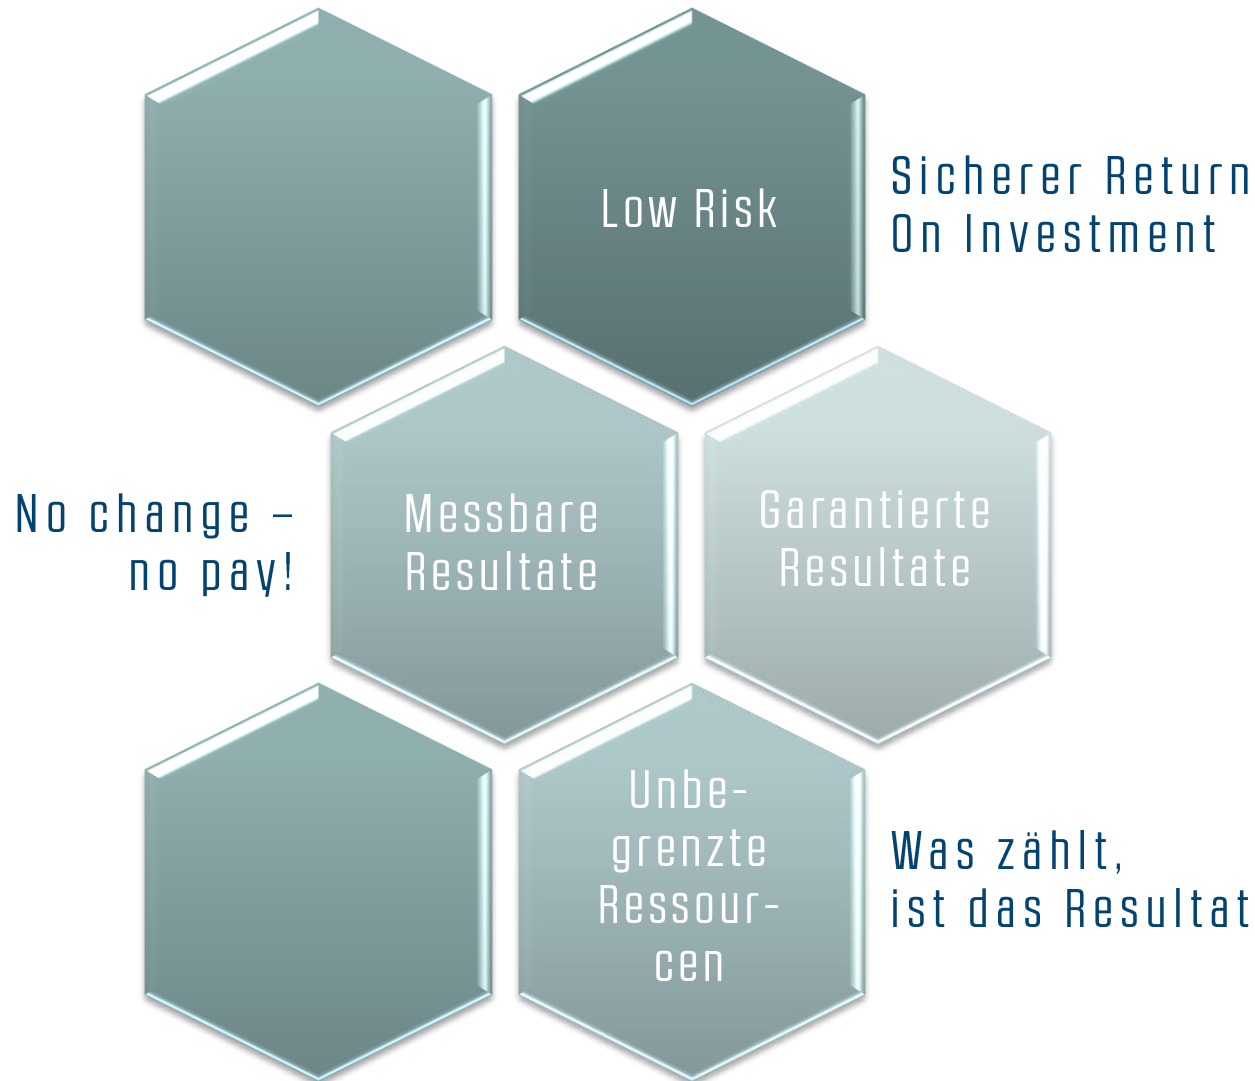 Low Risk
Sicherer Return
On Investment
No change –
no pay!
Messbare
Resultate
Garantierte
Resultate
Unbe-
grenzte
Ressour-
cen
Was zählt,
ist das Resultat